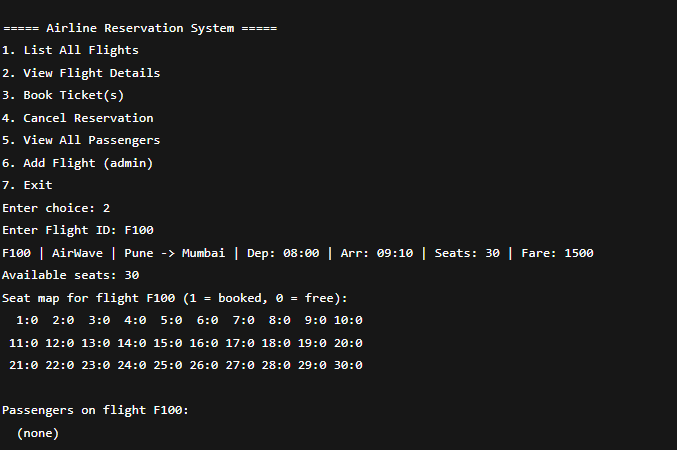 ===== Airline Reservation System =====
1. List All Flights
2. View Flight Details
3. Book Ticket(s)
4. Cancel Reservation
5. View All Passengers
6. Add Flight (admin)
7. Exit
Enter choice: 2
Enter Flight ID: F100
F100 | AirWave | Pune -> Mumbai | Dep: 08:00 | Arr: 09:10 | Seats: 30 | Fare: 1500
Available seats: 30
Seat map for flight F100 (1 = booked, 0 = free):
  1:0  2:0  3:0  4:0  5:0  6:0  7:0  8:0  9:0 10:0
 11:0 12:0 13:0 14:0 15:0 16:0 17:0 18:0 19:0 20:0
 21:0 22:0 23:0 24:0 25:0 26:0 27:0 28:0 29:0 30:0
Passengers on flight F100:
  (none)